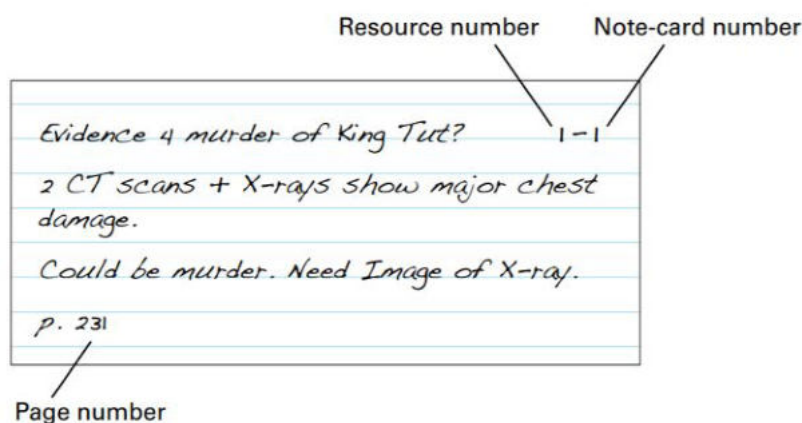 Resource number Note-card number
Evidence 4 murder of King Tut? 1-1
2 CT scans + X-rays show major chest
damage.
Could be murder. Need Image of X-ray.
p. 231
Page number